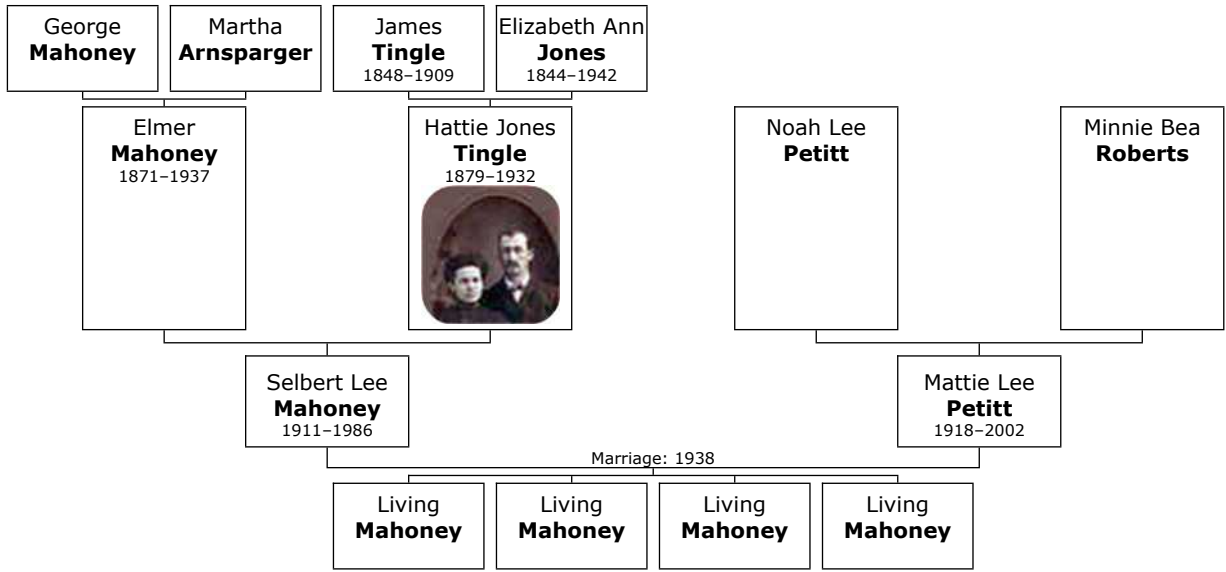 George
Mahoney
Martha
Arnsparger
James
Tingle
1848–1909
Elizabeth Ann
Jones
1844–1942
Elmer
Mahoney
1871–1937
Hattie Jones
Tingle
1879–1932
Noah Lee
Petitt
Minnie Bea
Roberts
Selbert Lee
Mahoney
1911–1986
Mattie Lee
Petitt
1918–2002
Marriage: 1938
Living
Mahoney
Living
Mahoney
Living
Mahoney
Living
Mahoney